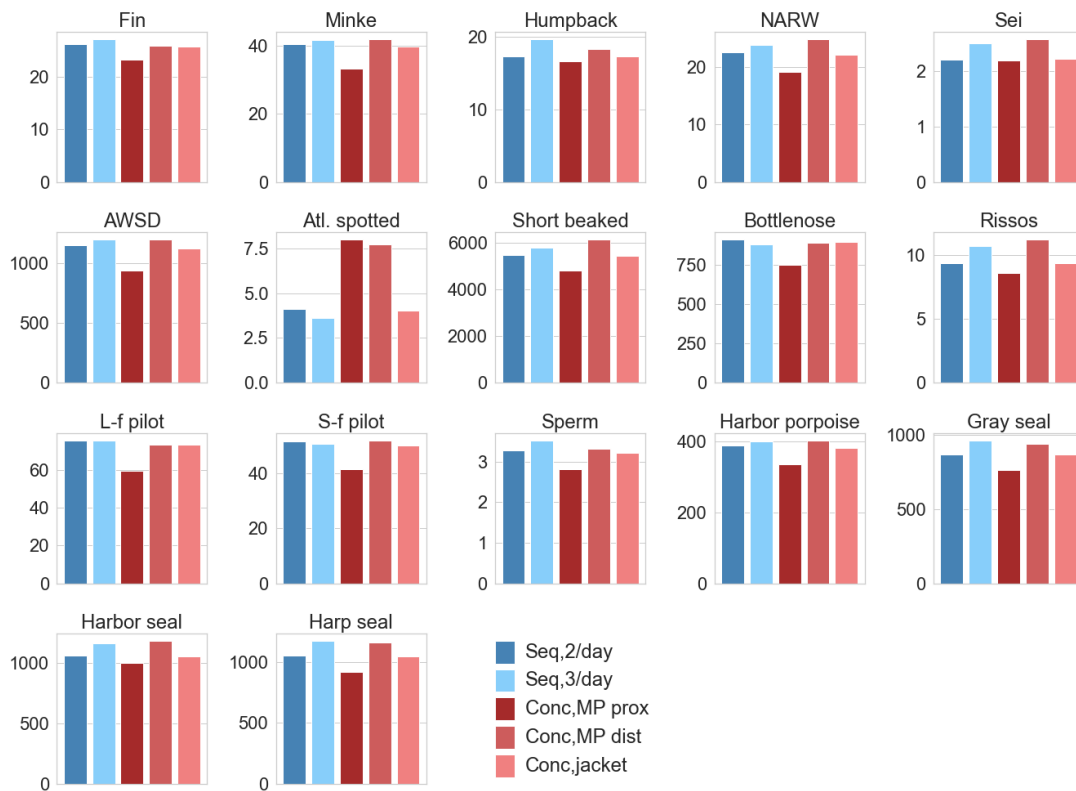 Fin
Minke
Humpback
NARW
Sei
20
10
0
40
20
0
20
10
0
20
10
0
2
1
0
AWSD
Atl. spotted
Short beaked
Bottlenose
Rissos
1000
500
0
7.5
5.0
2.5
0.0
6000
4000
2000
0
750
500
250
0
10
5
0
L-f pilot
S-f pilot
Sperm
Harbor porpoise
Gray seal
60
40
20
0
40
20
0
3
2
1
0
400
200
0
1000
500
0
Harbor seal
Harp seal
1000
500
0
1000
500
0
Seq,2/day
Seq,3/day
Conc,MP prox
Conc,MP dist
Conc,jacket